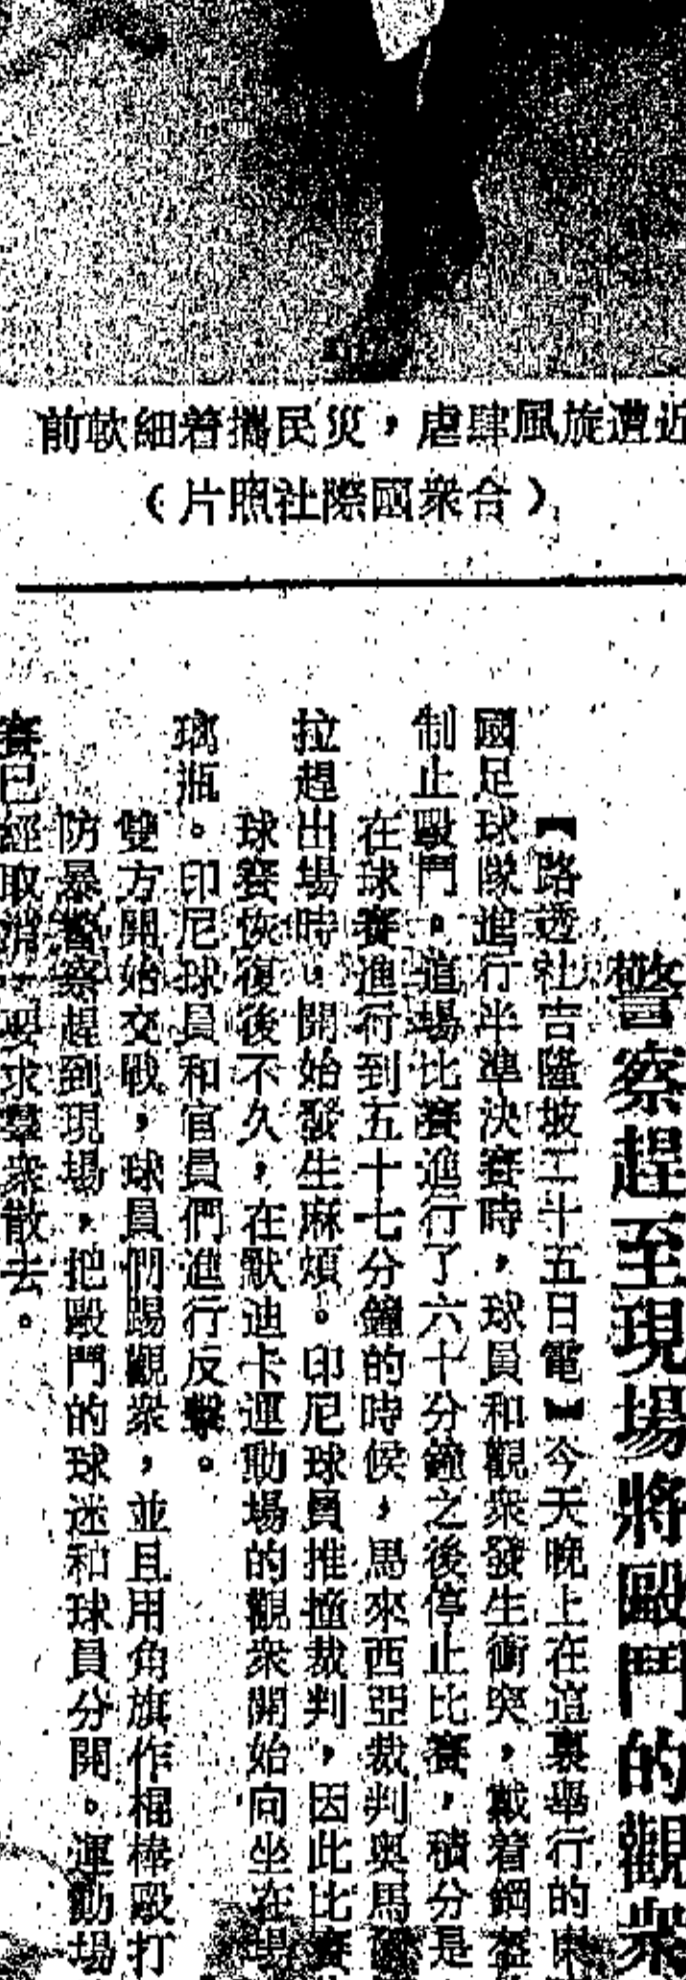 近遭旋風肆虐，災民攜着細軟前
（合衆國際社照片）
警察趕至現場將毆鬥的觀衆
【路透社吉隆坡二十五日電】今天晚上在這裏舉行的
國足球隊進行半準決賽時，球員和觀衆發生衝突，戴着鋼盔
制止毆鬥。這場比賽進行了六十分鐘之後停止比賽，積分是
在球賽進行到五十七分鐘的時候，馬來西亞裁判奧馬
拉趕出場時，開始發生麻煩。印尼球員推撞裁判，因此比賽
球賽恢復後不久，在默迪卡運動場的觀衆開始向坐在
璃瓶。印尼球員和官員們進行反擊。
雙方開始交戰，球員們踢觀衆，並且用角旗作棍棒毆打
防暴警察趕到現場，把毆鬥的球迷和球員分開。運動場
賽已經取消，要求羣衆散去。